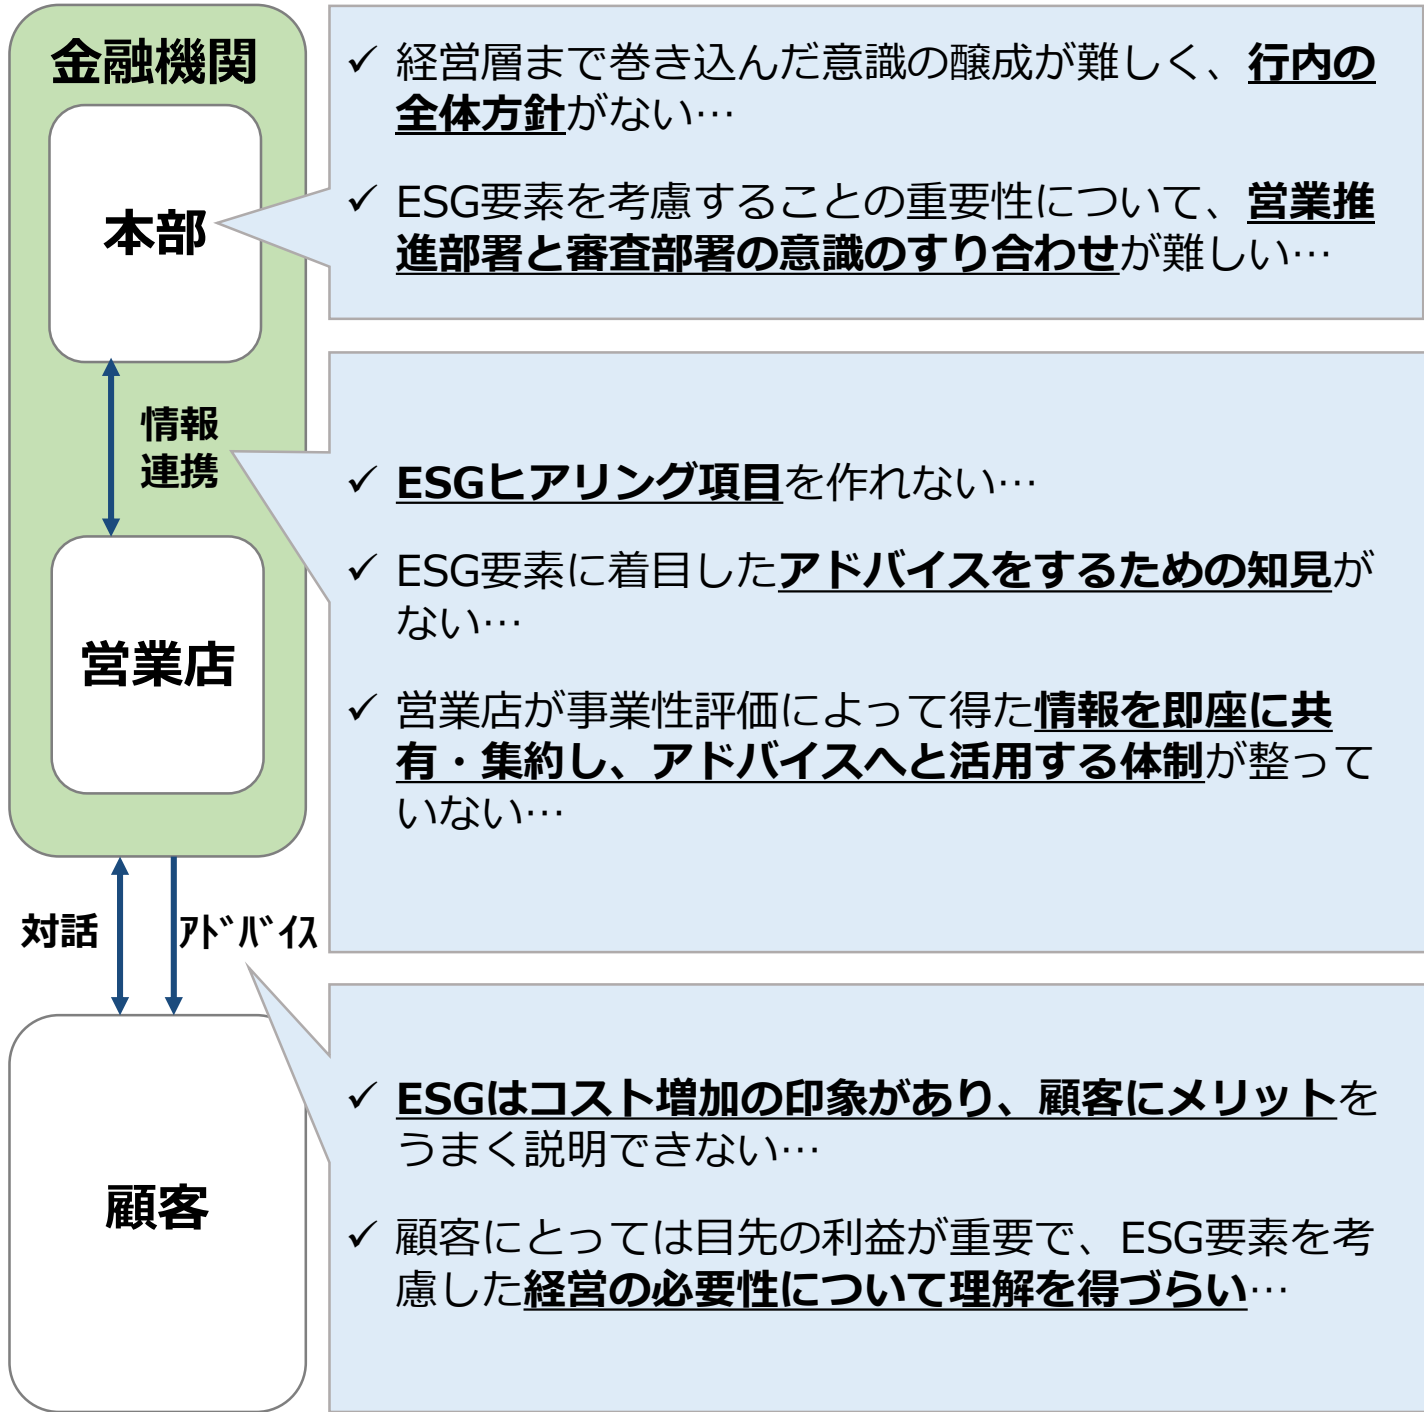 金融機関
本部
情報
連携
営業店
対話
ｱﾄﾞﾊﾞｲｽ
顧客
✓ 経営層まで巻き込んだ意識の醸成が難しく、行内の
全体方針がない…
✓ ESG要素を考慮することの重要性について、営業推
進部署と審査部署の意識のすり合わせが難しい…
✓ ESGヒアリング項目を作れない…
✓ ESG要素に着目したアドバイスをするための知見が
ない…
✓ 営業店が事業性評価によって得た情報を即座に共
有・集約し、アドバイスへと活用する体制が整って
いない…
✓ ESGはコスト増加の印象があり、顧客にメリットを
うまく説明できない…
✓ 顧客にとっては目先の利益が重要で、ESG要素を考
慮した経営の必要性について理解を得づらい…